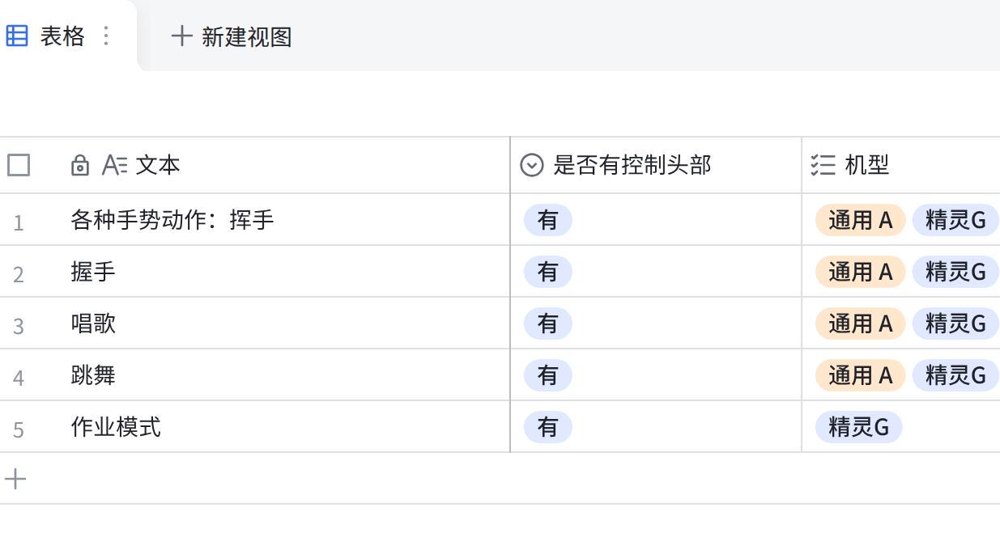 表格 新建视图
文本 是否有控制头部 机型
1 各种手势动作：挥手 有 通用 A 精灵G
2 握手 有 通用 A 精灵G
3 唱歌 有 通用 A 精灵G
4 跳舞 有 通用 A 精灵G
5 作业模式 有 精灵G